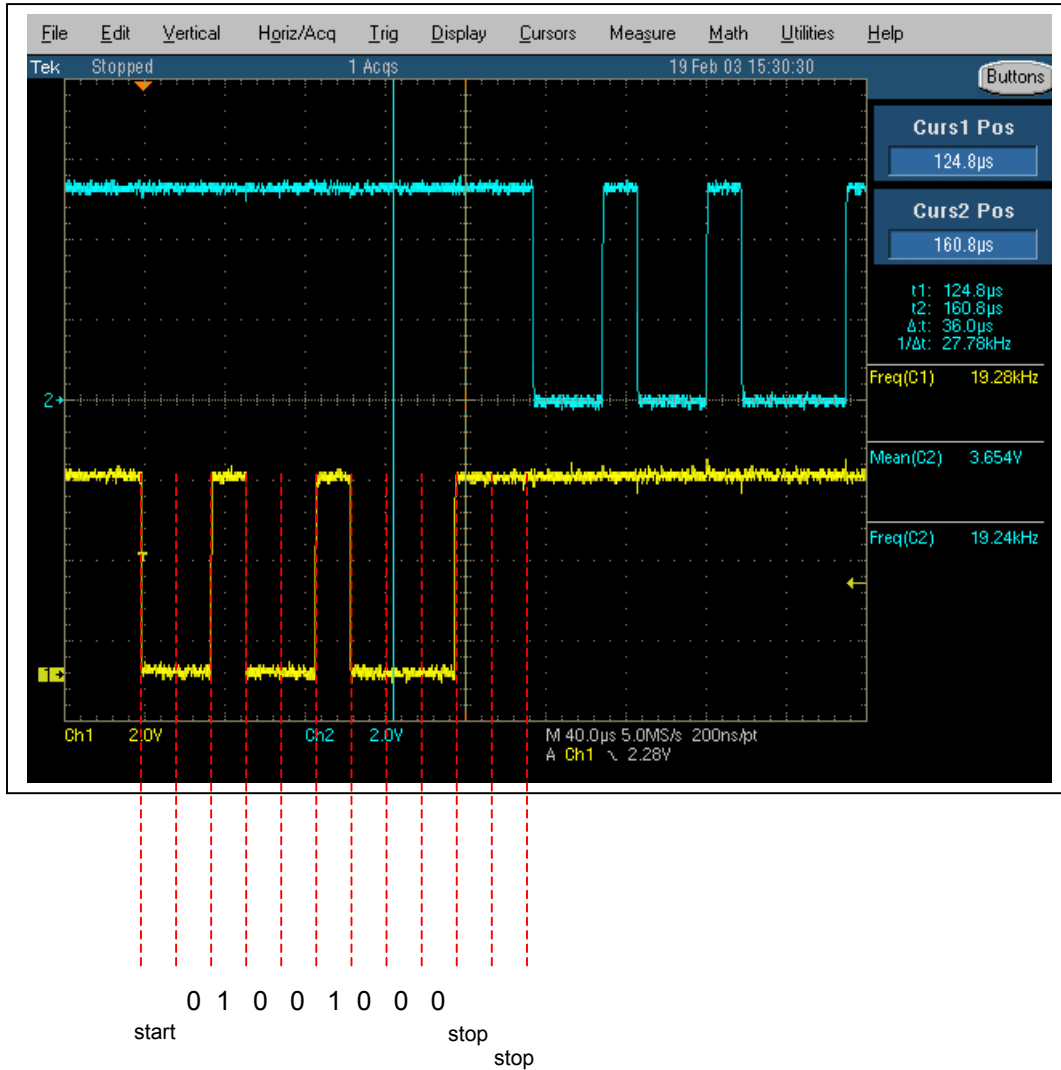 File Edit Vertical Horiz/Acq Trig Display Cursors Measure Math Utilities Help
Tek Stopped 1 Acqs 19 Feb 03 15:30:30
Buttons
Curs1 Pos
124.8µs
Curs2 Pos
160.8µs
t1: 124.8µs
t2: 160.8µs
Δt: 36.0µs
1/Δt: 27.78kHz
Freq(C1) 19.28kHz
2
Mean(C2) 3.654V
Freq(C2) 19.24kHz
T
1
Ch1 2.0V Ch2 2.0V M 40.0µs 5.0MS/s 200ns/pt
A Ch1 \ 2.28V
0 1 0 0 1 0 0 0
start stop
stop